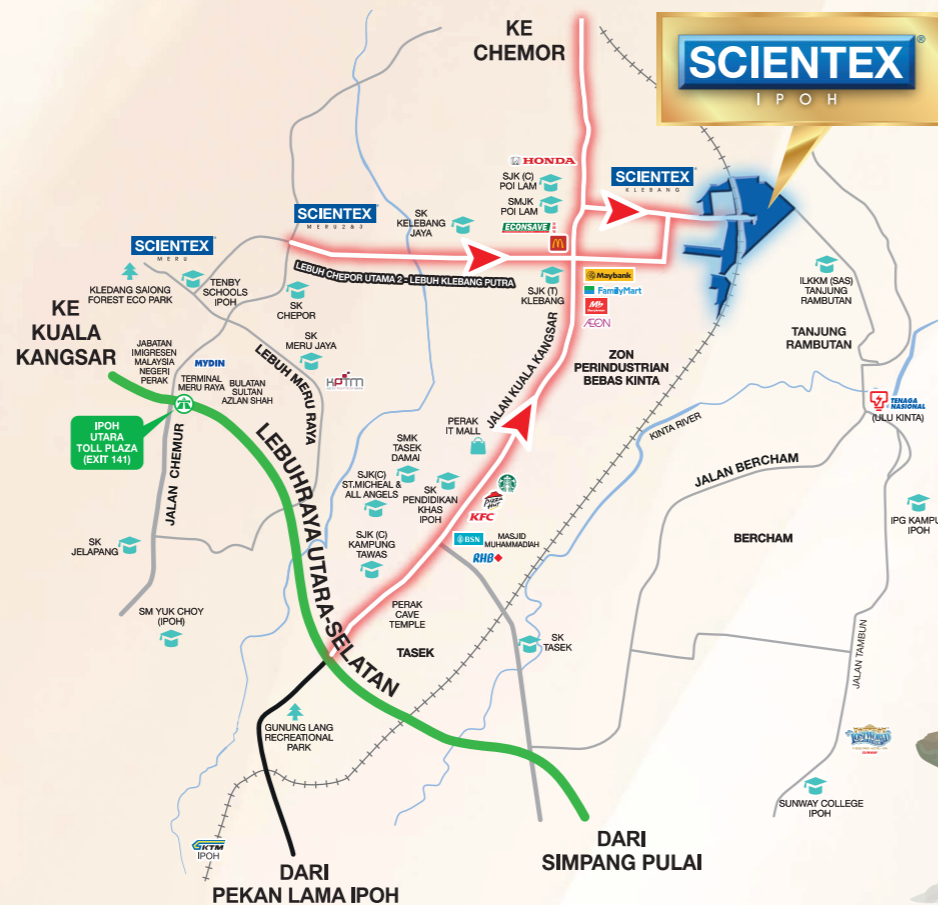 KE
CHEMOR
SCIENTEX®
IPOH
HONDA
SJK (C)
POI LAM
SMJK
POI LAM
ECONSAVE
SCIENTEX®
KLEBANG
SCIENTEX®
MERU 2 & 3
SK
KELEBANG
JAYA
SCIENTEX®
MERU
LEBUH CHEPOR UTAMA 2 - LEBUH KLEBANG PUTRA
KLEDANG SAIONG
FOREST ECO PARK
TENBY
SCHOOLS
IPOH
SK
CHEPOR
SJK (T)
KLEBANG
Maybank
FamilyMart
ÆON
ILKKM (SAS)
TANJUNG
RAMBUTAN
TANJUNG
RAMBUTAN
KE
KUALA
KANGSAR
JABATAN
IMIGRESEN
MALAYSIA
NEGERI
PERAK
MYDIN
TERMINAL
MERU RAYA
BULATAN
SULTAN
AZLAN SHAH
LEBUH MERU RAYA
SK
MERU JAYA
KPTM
JALAN KUALA KANGSAR
ZON
PERINDUSTRIAN
BEBAS KINTA
KINTA RIVER
TENAGA
NASIONAL
(ULU KINTA)
IPOH
UTARA
TOLL PLAZA
(EXIT 141)
JALAN CHEMUR
LEBUHRAYA UTARA-SELATAN
PERAK
IT MALL
SMK
TASEK
DAMAI
SJK(C)
ST.MICHEAL &
ALL ANGELS
SK
PENDIDIKAN
KHAS
IPOH
Pizza
Hut
KFC
BSN
MASJID
MUHAMMADIAH
RHB
JALAN BERCHAM
BERCHAM
IPG KAMPU
IPOH
SK
JELAPANG
SJK (C)
KAMPUNG
TAWAS
SM YUK CHOY
(IPOH)
PERAK
CAVE
TEMPLE
TASEK
SK
TASEK
JALAN TAMBUN
GUNUNG LANG
RECREATIONAL
PARK
SUNWAY COLLEGE
IPOH
KTM
IPOH
DARI
PEKAN LAMA IPOH
DARI
SIMPANG PULAI